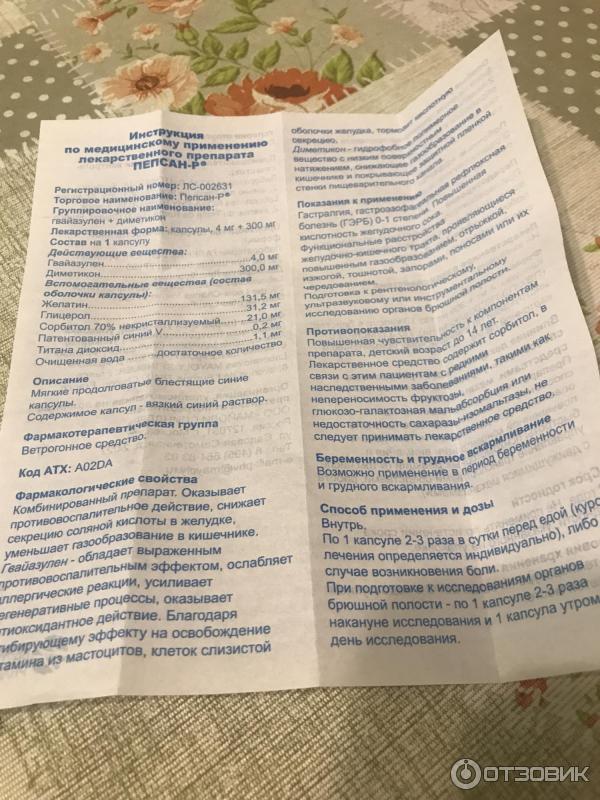 Инструкция
по медицинскому применению
лекарственного препарата
ПЕПСАН-Р®
Регистрационный номер: ЛС-002631
Торговое наименование: Пепсан-Р®
Группировочное наименование:
гвайазулен + диметикон
Лекарственная форма: капсулы, 4 мг + 300 мг
Состав на 1 капсулу
Действующие вещества:
Гвайазулен....................................4,0 мг
Диметикон....................................300,0 мг
Вспомогательные вещества (состав
оболочки капсулы):
Желатин....................................131,5 мг
Глицерол....................................31,2 мг
Сорбитол 70% некристаллизуемый......21,0 мг
Патентованный синий V....................0,2 мг
Титана диоксид....................................1,1 мг
Очищенная вода ..........достаточное количество
Описание
Мягкие продолговатые блестящие синие
капсулы.
Содержимое капсул - вязкий синий раствор.
Фармакотерапевтическая группа
Ветрогонное средство.
Код АТХ: A02DA
Фармакологические свойства
Комбинированный препарат. Оказывает
противовоспалительное действие, снижает
секрецию соляной кислоты в желудке,
уменьшает газообразование в кишечнике.
Гвайазулен - обладает выраженным
противовоспалительным эффектом, ослабляет
аллергические реакции, усиливает
регенеративные процессы, оказывает
тиоксидантное действие. Благодаря
гибирующему эффекту на освобождение
тамина из мастоцитов, клеток слизистой
оболочки желудка, тормозит кислотную
секрецию.
Диметикон - гидрофобное полимерное
вещество с низким поверхностным
натяжением, снижающее газообразование в
кишечнике и покрывающее защитной пленкой
стенки пищеварительного канала.
Показания к применению
Гастралгия, гастроэзофагеальная рефлюксная
болезнь (ГЭРБ) 0-1 степени. Повышенная
кислотность желудочного сока.
Функциональные расстройства
желудочно-кишечного тракта, проявляющиеся
повышенным газообразованием, отрыжкой,
изжогой, тошнотой, запорами, поносами или их
чередованием.
Подготовка к рентгенологическому,
ультразвуковому или инструментальному
исследованию органов брюшной полости.
Противопоказания
Повышенная чувствительность к компонентам
препарата, детский возраст до 14 лет.
Лекарственное средство содержит сорбитол, в
связи с этим пациентам с редкими
наследственными заболеваниями, такими как
непереносимость фруктозы,
глюкозо-галактозная мальабсорбция или
недостаточность сахаразы-изомальтазы, не
следует принимать лекарственное средство.
Беременность и грудное вскармливание
Возможно применение в период беременности
и грудного вскармливания.
Способ применения и дозы
Внутрь,
По 1 капсуле 2-3 раза в сутки перед едой (курс
лечения определяется индивидуально), либо
случае возникновения боли.
При подготовке к исследованиям органов
брюшной полости - по 1 капсуле 2-3 раза
накануне исследования и 1 капсула утром
день исследования.
ОТЗОВИК